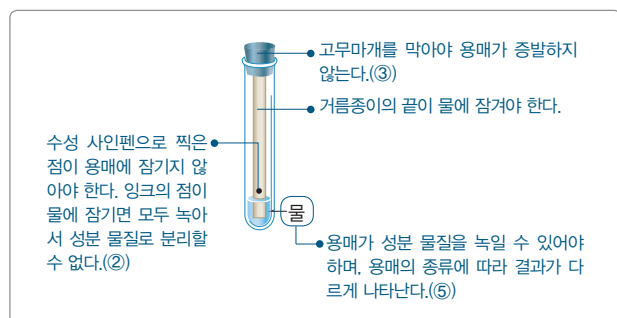 고무마개를 막아야 용매가 증발하지
않는다.(③)
거름종이의 끝이 물에 잠겨야 한다.
수성 사인펜으로 찍은
점이 용매에 잠기지 않
아야 한다. 잉크의 점이
물에 잠기면 모두 녹아
서 성분 물질로 분리할
수 없다.(②)
물
용매가 성분 물질을 녹일 수 있어야
하며, 용매의 종류에 따라 결과가 다
르게 나타난다.(⑤)